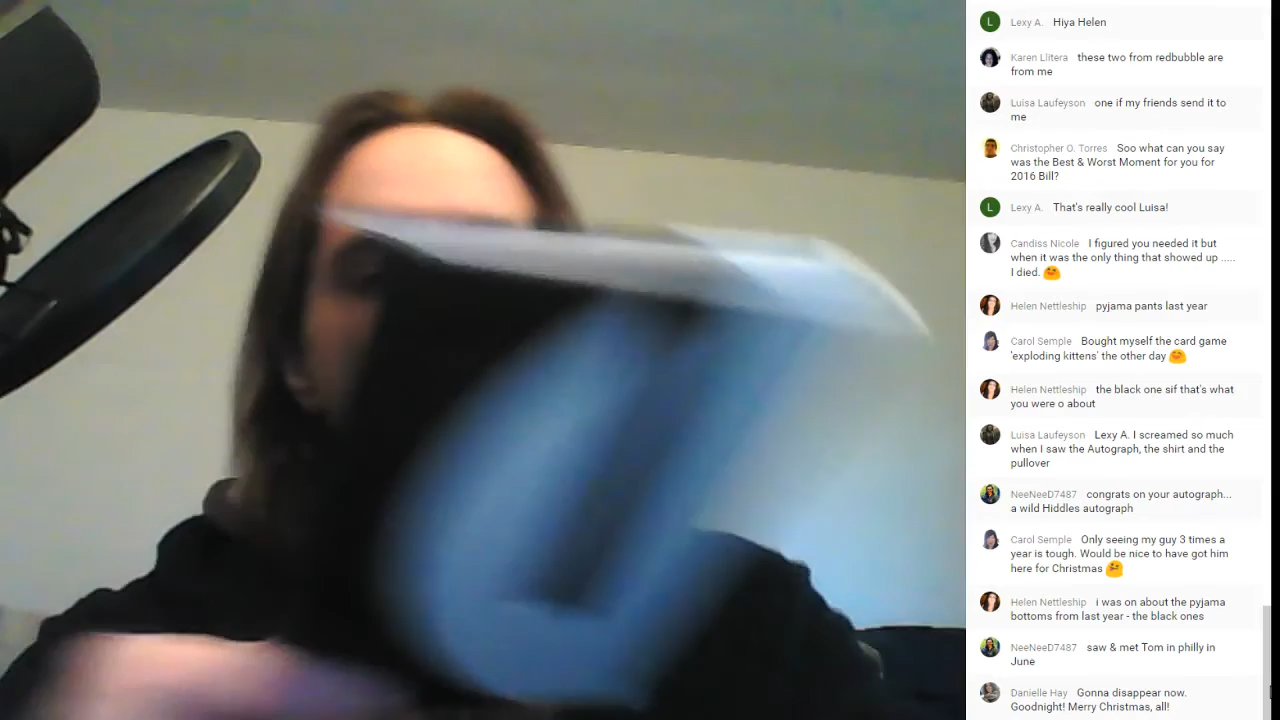 Lexy A. Hiya Helen
Karen Llitera these two from redbubble are
from me
Luisa Laufeyson one if my friends send it to
me
Christopher O. Torres Soo what can you say
was the Best & Worst Moment for you for
2016 Bill?
Lexy A. That's really cool Luisa!
Candiss Nicole I figured you needed it but
when it was the only thing that showed up .....
I died.
Helen Nettleship pyjama pants last year
Carol Semple Bought myself the card game
'exploding kittens' the other day
Helen Nettleship the black one sif that's what
you were o about
Luisa Laufeyson Lexy A. I screamed so much
when I saw the Autograph, the shirt and the
pullover
NeeNeeD7487 congrats on your autograph...
a wild Hiddles autograph
Carol Semple Only seeing my guy 3 times a
year is tough. Would be nice to have got him
here for Christmas
Helen Nettleship i was on about the pyjama
bottoms from last year - the black ones
NeeNeeD7487 saw & met Tom in philly in
June
Danielle Hay Gonna disappear now.
Goodnight! Merry Christmas, all!